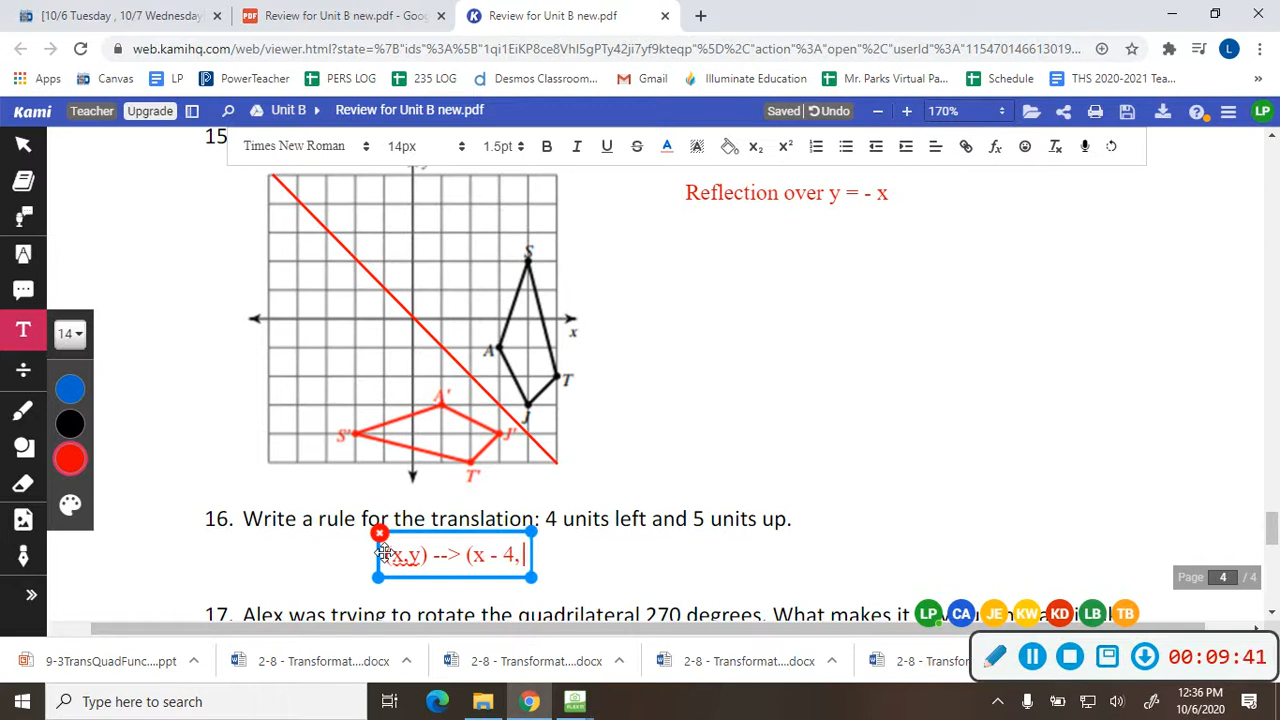 [10/6 Tuesday , 10/7 Wednesday
Review for Unit B new.pdf - Goo
Review for Unit B new.pdf
web.kamihq.com/web/viewer.html?state=%7B"ids"%3A%5B"1qi1EiKP8ce8VhI5gPTy42ji7yf9kteqp"%5D%2C"action"%3A"open"%2C"userId"%3A"115470146613019...
Apps Canvas LP PowerTeacher PERS LOG 235 LOG Desmos Classroom... Gmail Illuminate Education Mr. Parks Virtual Pa... Schedule THS 2020-2021 Tea...
Kami Teacher Upgrade Unit B Review for Unit B new.pdf Saved Undo 170% LP
Times New Roman 14px 1.5pt
15
Reflection over y = - x
S
x
A
T
J
14
A'
S'
J'
T'
16. Write a rule for the translation: 4 units left and 5 units up.
(x,y) --> (x - 4,
Page 4 / 4
17. Alex was trying to rotate the quadrilateral 270 degrees. What makes it
LP CA JE KW KD LB TB
9-3TransQuadFunc....ppt 2-8 - Transformat....docx 2-8 - Transformat....docx 2-8 - Transformat....docx 2-8 - Transform
00:09:41
Type here to search
12:36 PM
10/6/2020